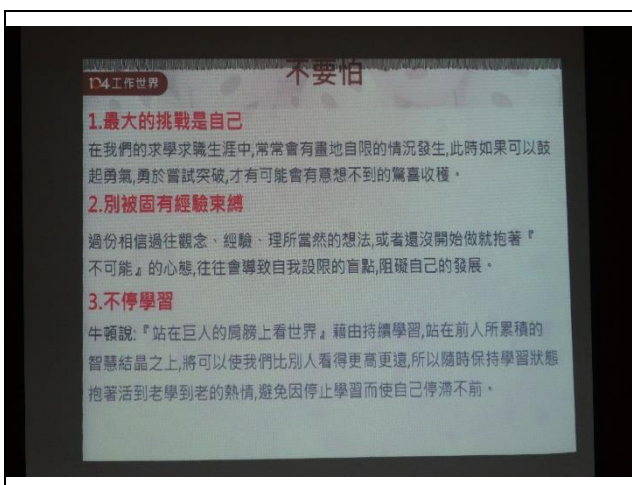 不要怕
104工作世界
1.最大的挑戰是自己
在我們的求學求職生涯中,常常會有畫地自限的情況發生,此時如果可以鼓
起勇氣,勇於嘗試突破,才有可能會有意想不到的驚喜收穫。
2.別被固有經驗束縛
過份相信過往觀念、經驗、理所當然的想法,或者還沒開始做就抱著『
不可能』的心態,往往會導致自我設限的盲點,阻礙自己的發展。
3.不停學習
牛頓說:『站在巨人的肩膀上看世界』藉由持續學習,站在前人所累積的
智慧結晶之上,將可以使我們比別人看得更高更遠,所以隨時保持學習狀態
抱著活到老學到老的熱情,避免因停止學習而使自己停滯不前。